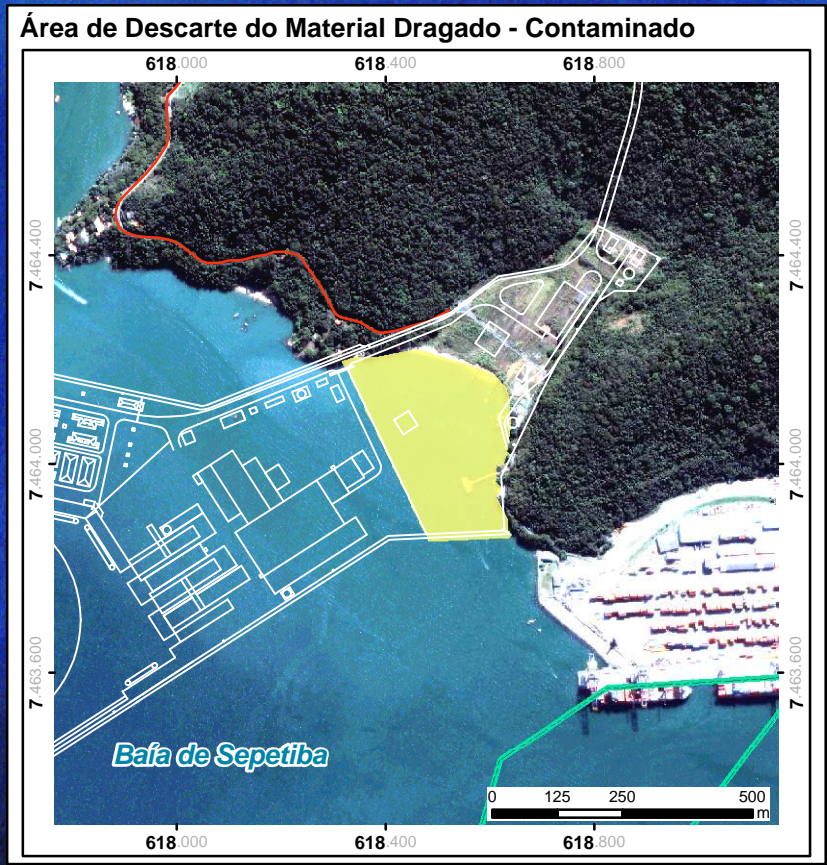 Área de Descarte do Material Dragado - Contaminado
618.000 618.400 618.800
7.464.400 7.464.400
7.464.000 7.464.000
7.463.600 7.463.600
Baía de Sepetiba
0 125 250 500
m
618.000 618.400 618.800